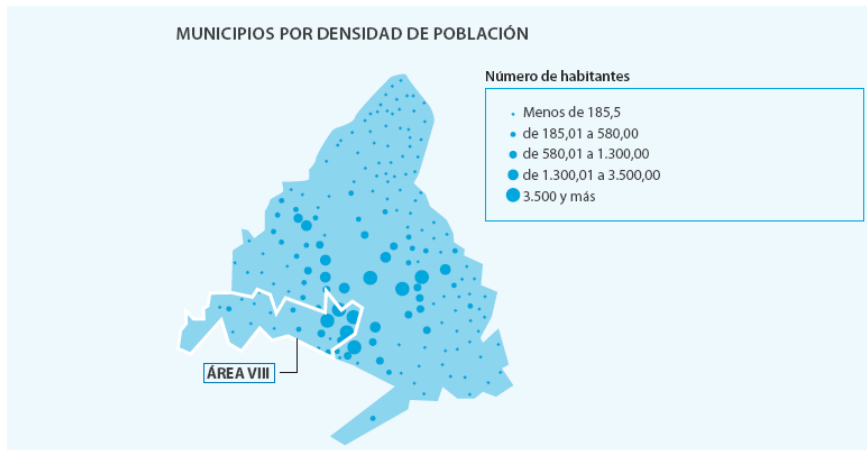 MUNICIPIOS POR DENSIDAD DE POBLACIÓN
Número de habitantes
Menos de 185,5
de 185,01 a 580,00
de 580,01 a 1.300,00
de 1.300,01 a 3.500,00
3.500 y más
ÁREA VIII